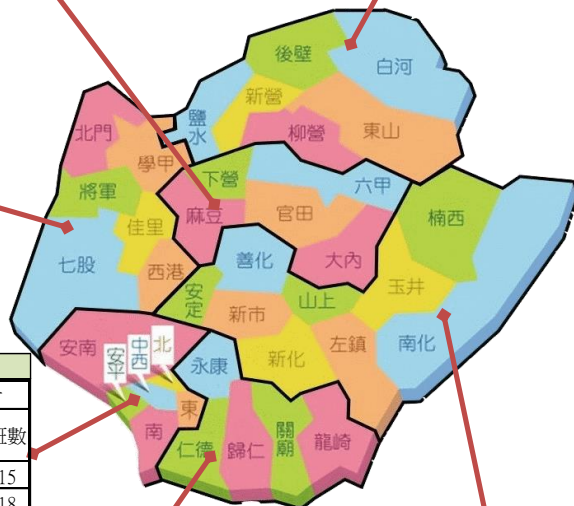 後壁
白河
新營
鹽水
柳營
東山
北門
學甲
下營
六甲
將軍
麻豆
官田
楠西
佳里
七股
西港
善化
大內
玉井
安定
新市
山上
安南
安平
中西
北
永康
新化
左鎮
南化
東
南
仁德
歸仁
關廟
龍崎
班數
15
18